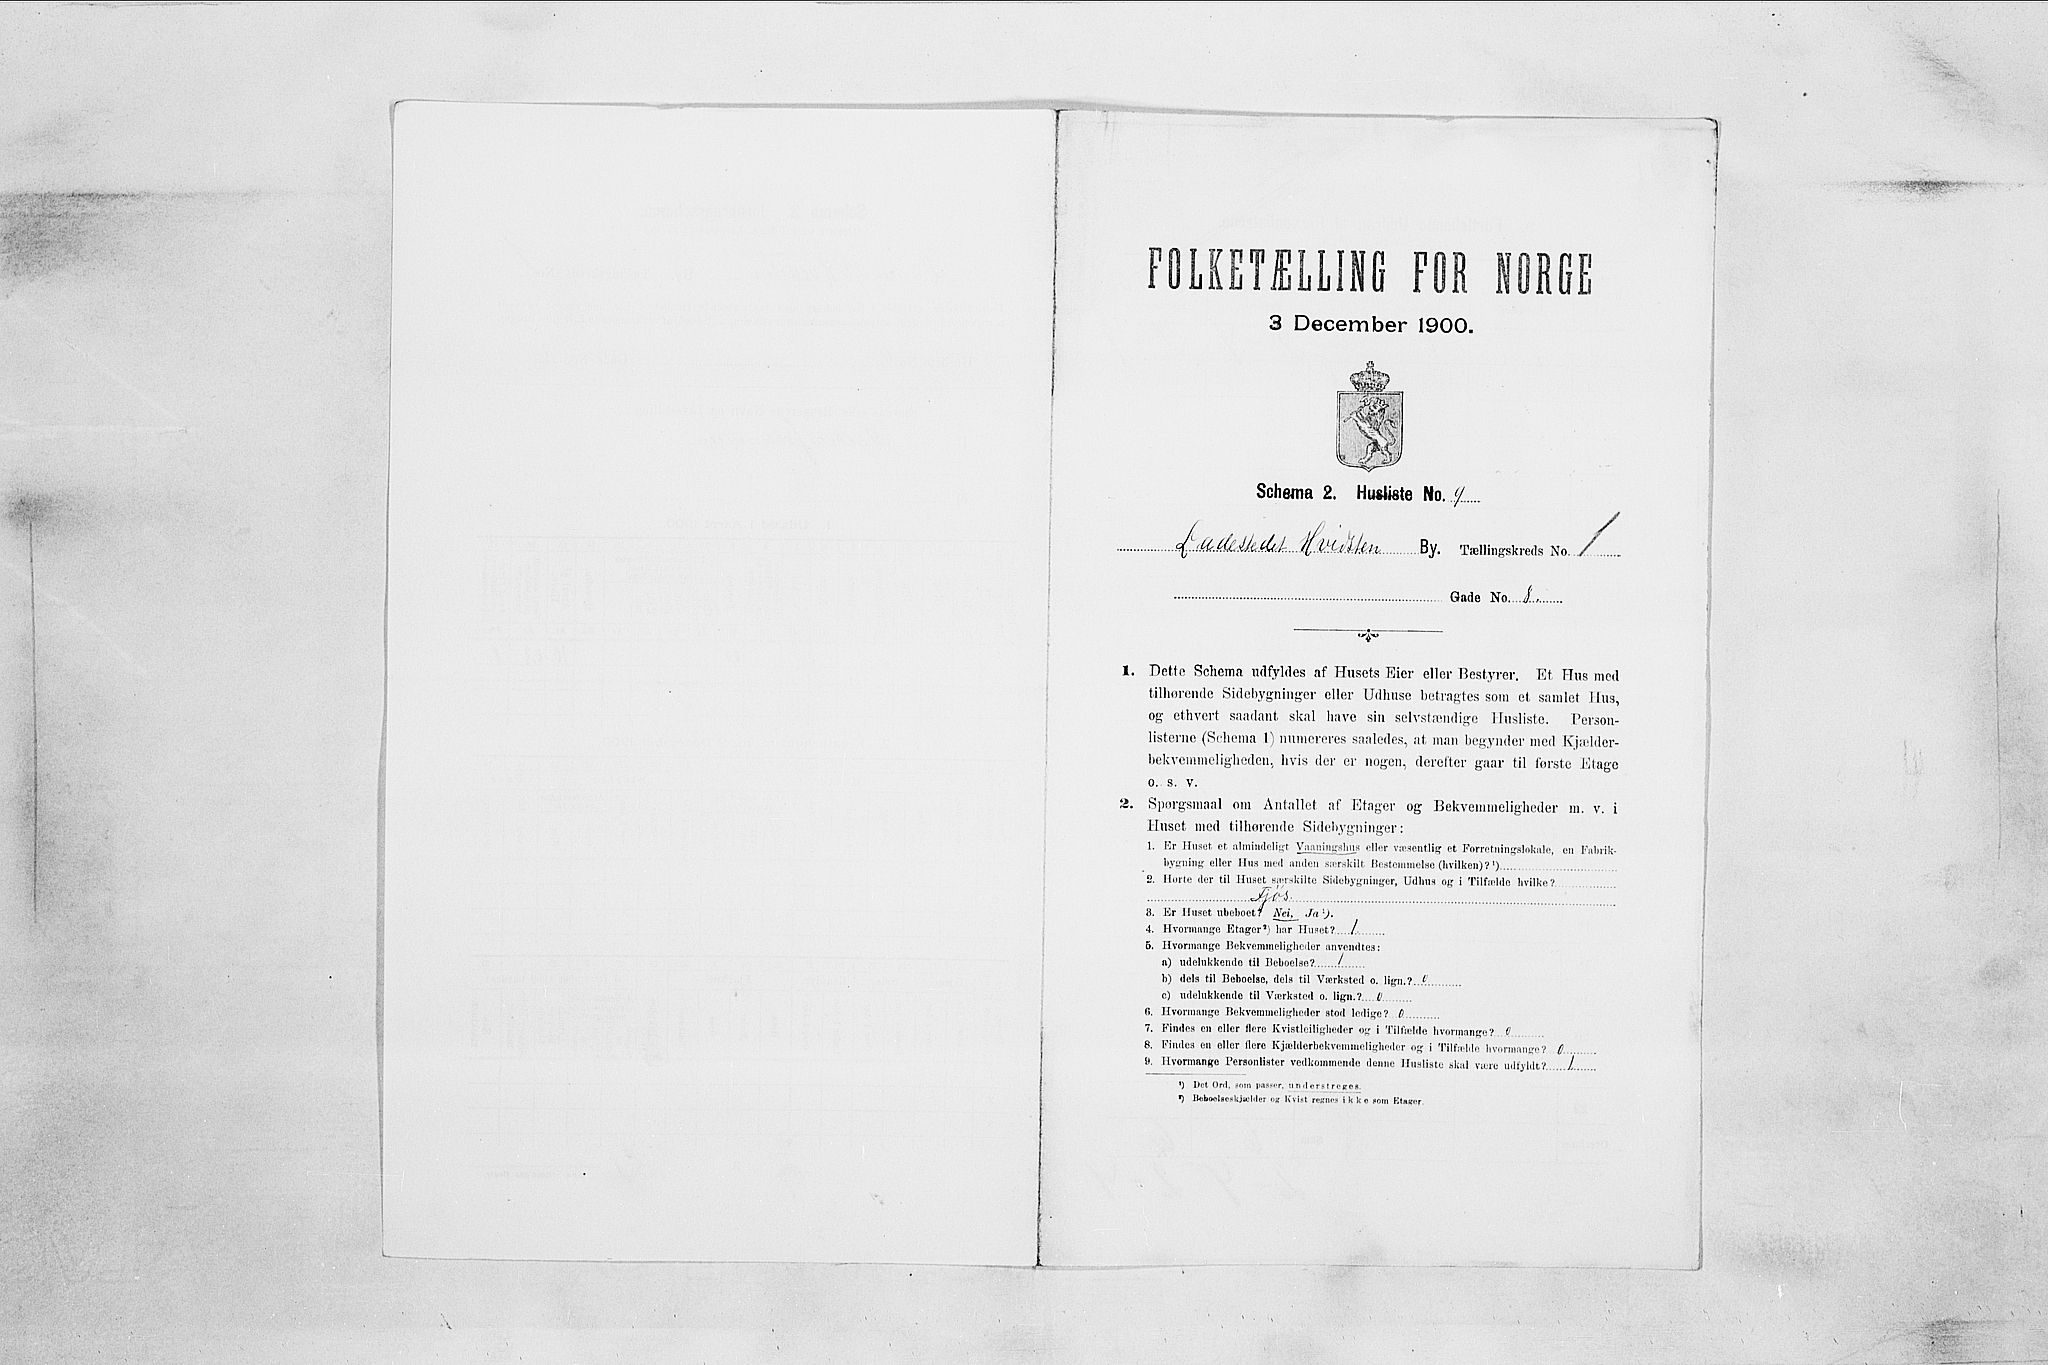 FOLKETÆLLING FOR NORGE
3 December 1900.
Schema 2. Husliste No. 9
Ladestedet Hvidsten By. Tællingskreds No. 1
Gade No. 8.
1. Dette Schema udfyldes af Husets Eier eller Bestyrer. Et Hus med
tilhørende Sidebygninger eller Udhuse betragtes som et samlet Hus,
og ethvert saadant skal have sin selvstændige Husliste. Person-
listerne (Schema 1) numereres saaledes, at man begynder med Kjælder-
bekvemmeligheden, hvis der er nogen, derefter gaar til første Etage
o. s. v.
2. Spørgsmaal om Antallet af Etager og Bekvemmeligheder m. v. i
Huset med tilhørende Sidebygninger:
1. Er Huset et almindeligt Vaaningshus eller væsentlig et Forretningslokale, en Fabrik-
bygning eller Hus med anden særskilt Bestemmelse (hvilken)? ¹)
2. Hørte der til Huset særskilte Sidebygninger, Udhus og i Tilfælde hvilke?
Fjøs.
3. Er Huset ubeboet? Nei. Ja ¹).
4. Hvormange Etager ²) har Huset? 1
5. Hvormange Bekvemmeligheder anvendtes:
a) udelukkende til Beboelse? 1
b) dels til Beboelse, dels til Værksted o. lign.? 0
c) udelukkende til Værksted o. lign.? 0
6. Hvormange Bekvemmeligheder stod ledige? 0
7. Findes en eller flere Kvistleiligheder og i Tilfælde hvormange? 0
8. Findes en eller flere Kjælderbekvemmeligheder og i Tilfælde hvormange? 0
9. Hvormange Personlister vedkommende denne Husliste skal være udfyldt? 1
¹) Det Ord, som passer, understreges.
²) Beboelseskjælder og Kvist regnes ikke som Etager.